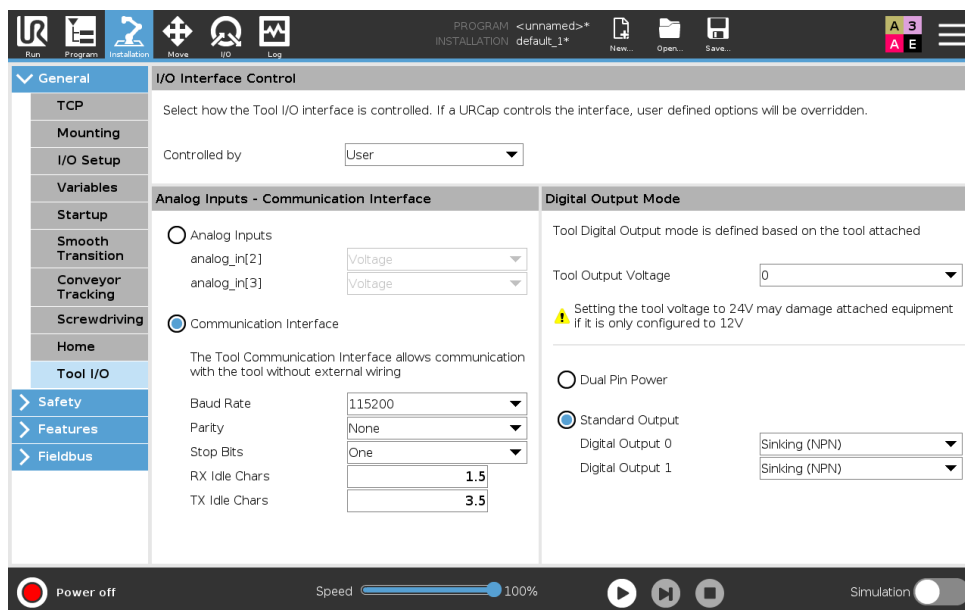 PROGRAM <unnamed>*
INSTALLATION default_1*
UR
Run
Program
Installation
Move
I/O
Log
New...
Open...
Save...
A 3
A E
General
TCP
Mounting
I/O Setup
Variables
Startup
Smooth
Transition
Conveyor
Tracking
Screwdriving
Home
Tool I/O
Safety
Features
Fieldbus
I/O Interface Control
Select how the Tool I/O interface is controlled. If a URCap controls the interface, user defined options will be overridden.
Controlled by
User
Analog Inputs - Communication Interface
Analog Inputs
analog_in[2]
Voltage
analog_in[3]
Voltage
Communication Interface
The Tool Communication Interface allows communication
with the tool without external wiring
Baud Rate
115200
Parity
None
Stop Bits
One
RX Idle Chars
1.5
TX Idle Chars
3.5
Digital Output Mode
Tool Digital Output mode is defined based on the tool attached
Tool Output Voltage
0
Setting the tool voltage to 24V may damage attached equipment
if it is only configured to 12V
Dual Pin Power
Standard Output
Digital Output 0
Sinking (NPN)
Digital Output 1
Sinking (NPN)
Power off
Speed
100%
Simulation